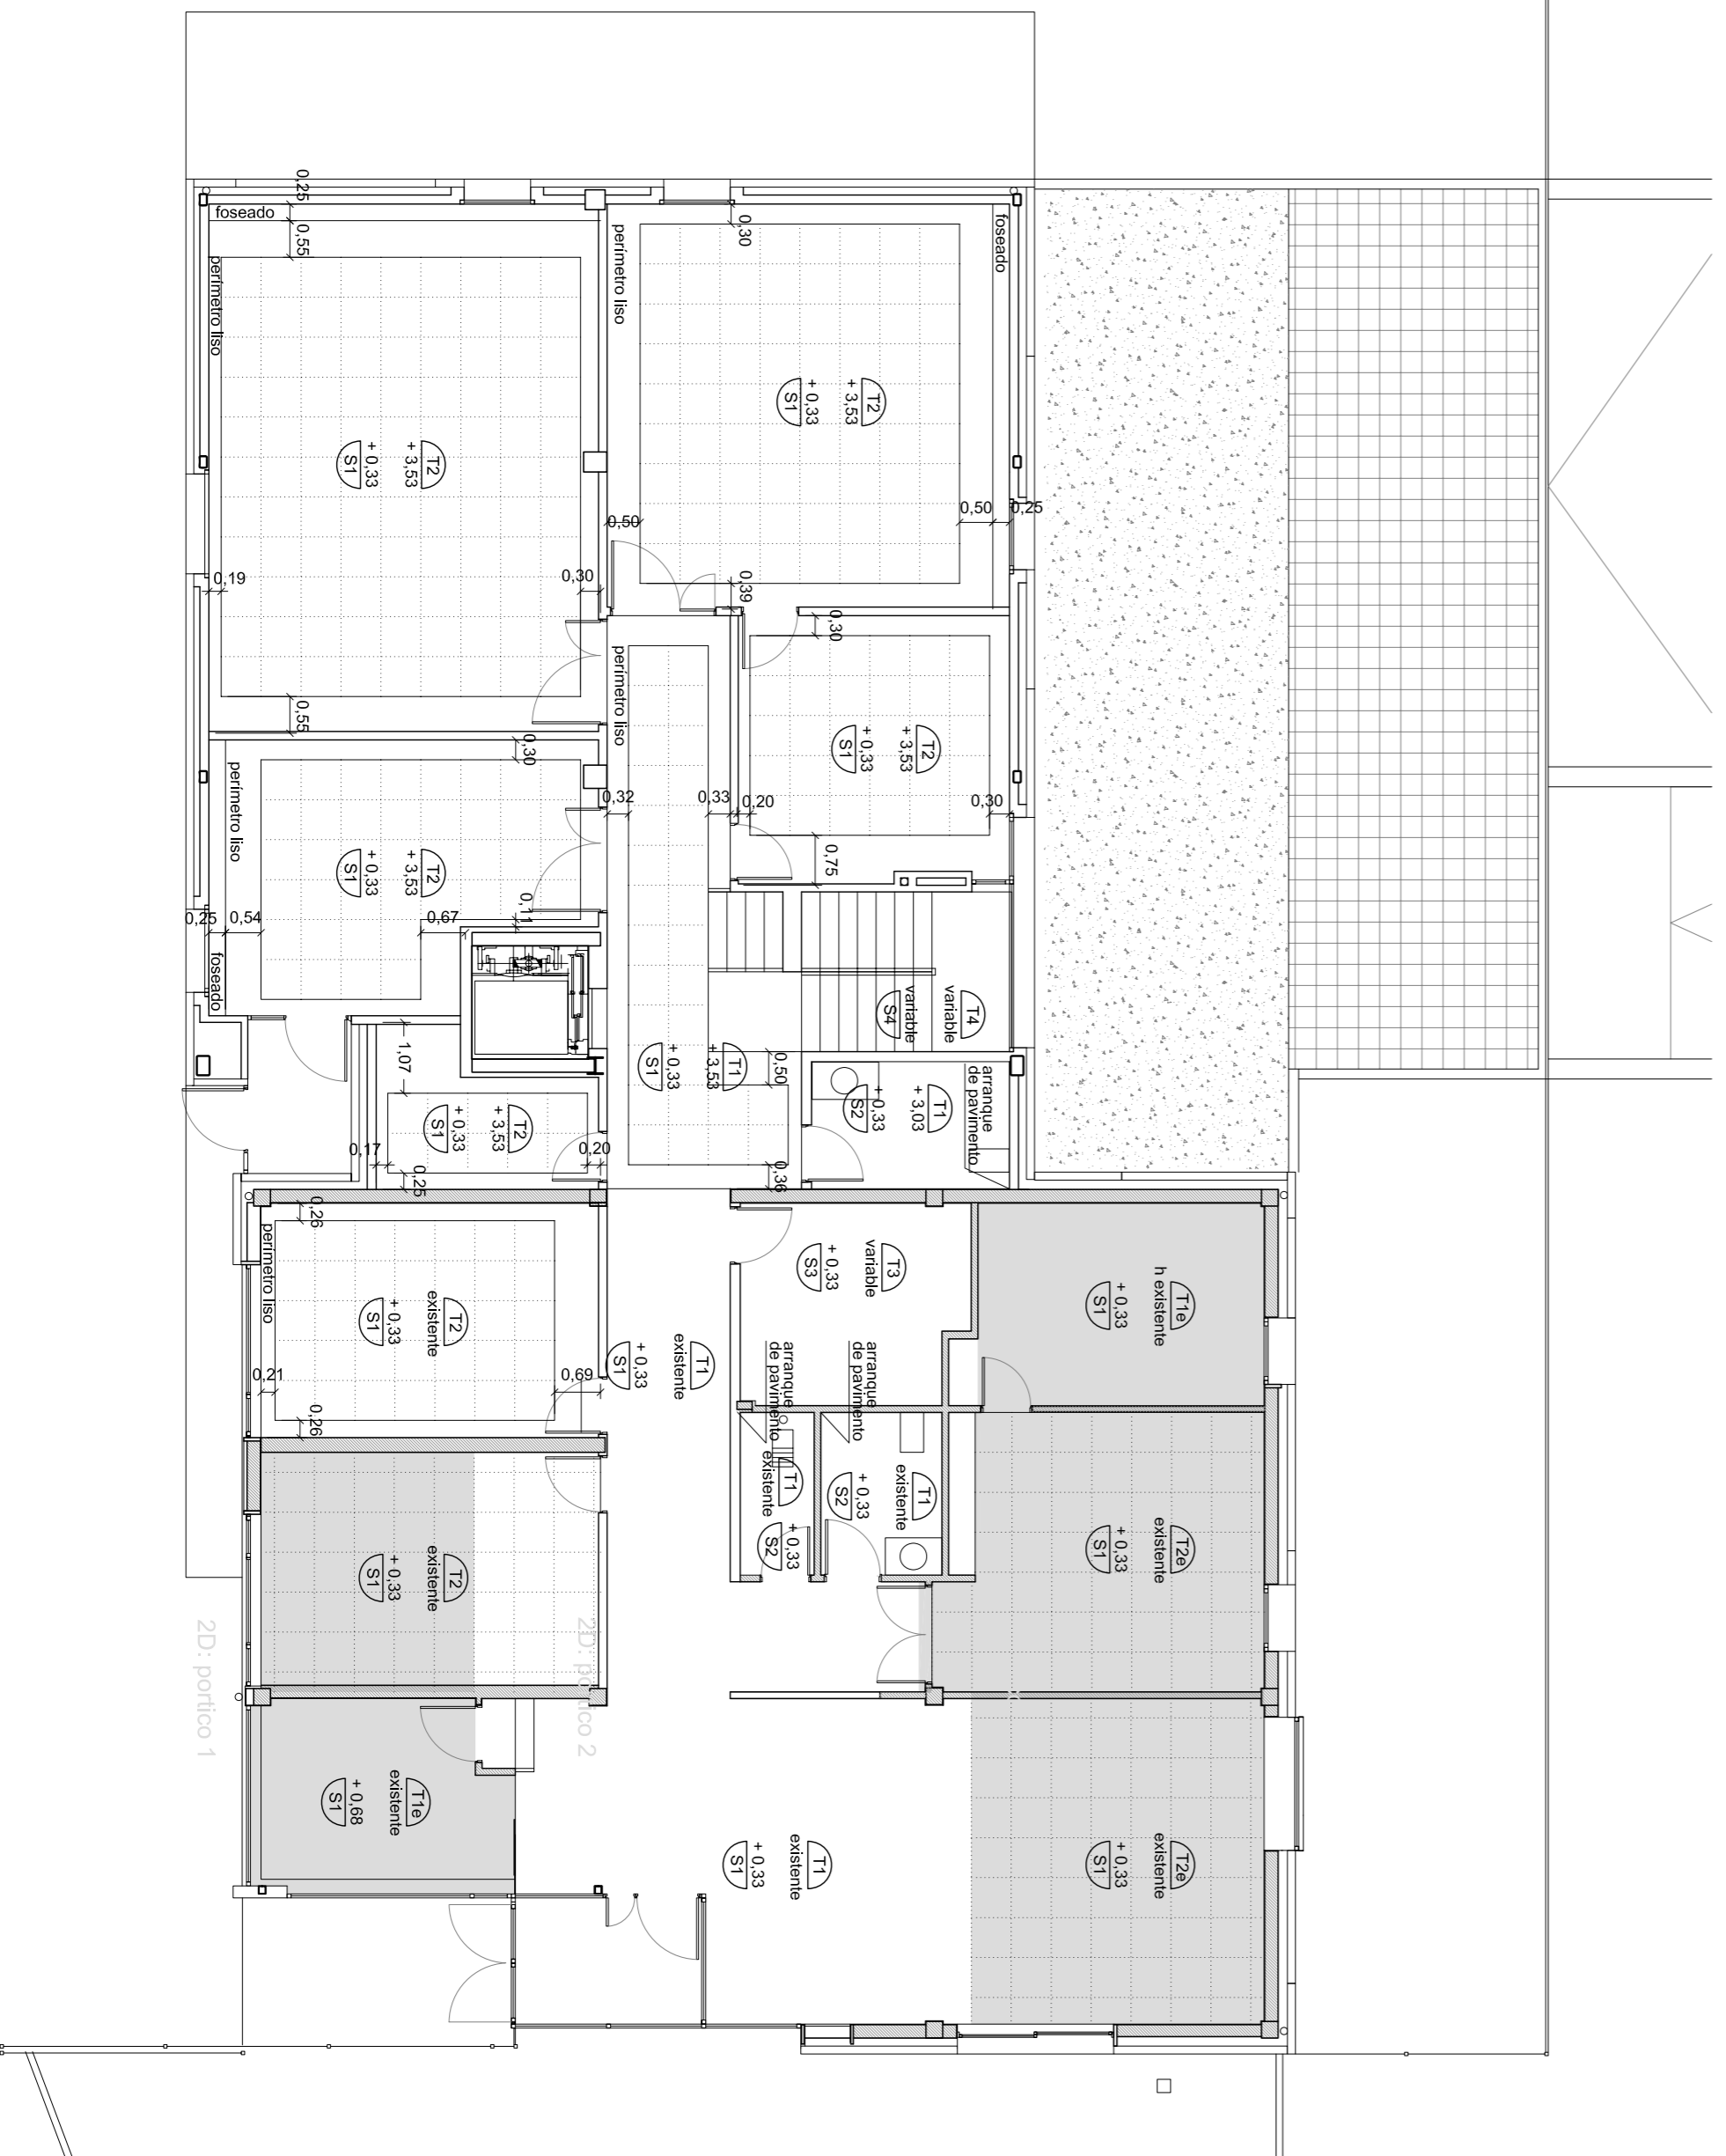 0,25
foseado
0,55
perímetro liso
T2
+ 3,53
+ 0,33
S1
0,19
0,30
0,55
perímetro liso
0,30
foseado
T2
+ 3,53
+ 0,33
S1
0,50
0,50
0,25
0,39
0,30
T2
+ 3,53
+ 0,33
S1
0,33
0,20
0,30
0,75
perímetro liso
0,32
0,30
perímetro liso
T2
+ 3,53
+ 0,33
S1
0,11
0,25
0,54
0,67
foseado
T4
variable
variable
S4
1,07
T1
+ 3,53
+ 0,33
S1
0,50
0,36
arranque
de pavimento
T1
+ 3,03
+ 0,33
S2
T2
+ 3,53
+ 0,33
S1
0,17
0,20
0,25
0,26
perímetro liso
T2
existente
+ 0,33
S1
0,21
0,69
0,26
T3
variable
+ 0,33
S3
T1e
h existente
+ 0,33
S1
T1
existente
+ 0,33
S1
arranque
de pavimento
arranque
de pavimento
T1
existente
+ 0,33
S2
T1
existente
+ 0,33
S2
T2e
existente
+ 0,33
S1
T2
existente
+ 0,33
S1
2D: portico 1
2D: portico 2
T1e
existente
+ 0,68
S1
T1
existente
+ 0,33
S1
T2e
existente
+ 0,33
S1